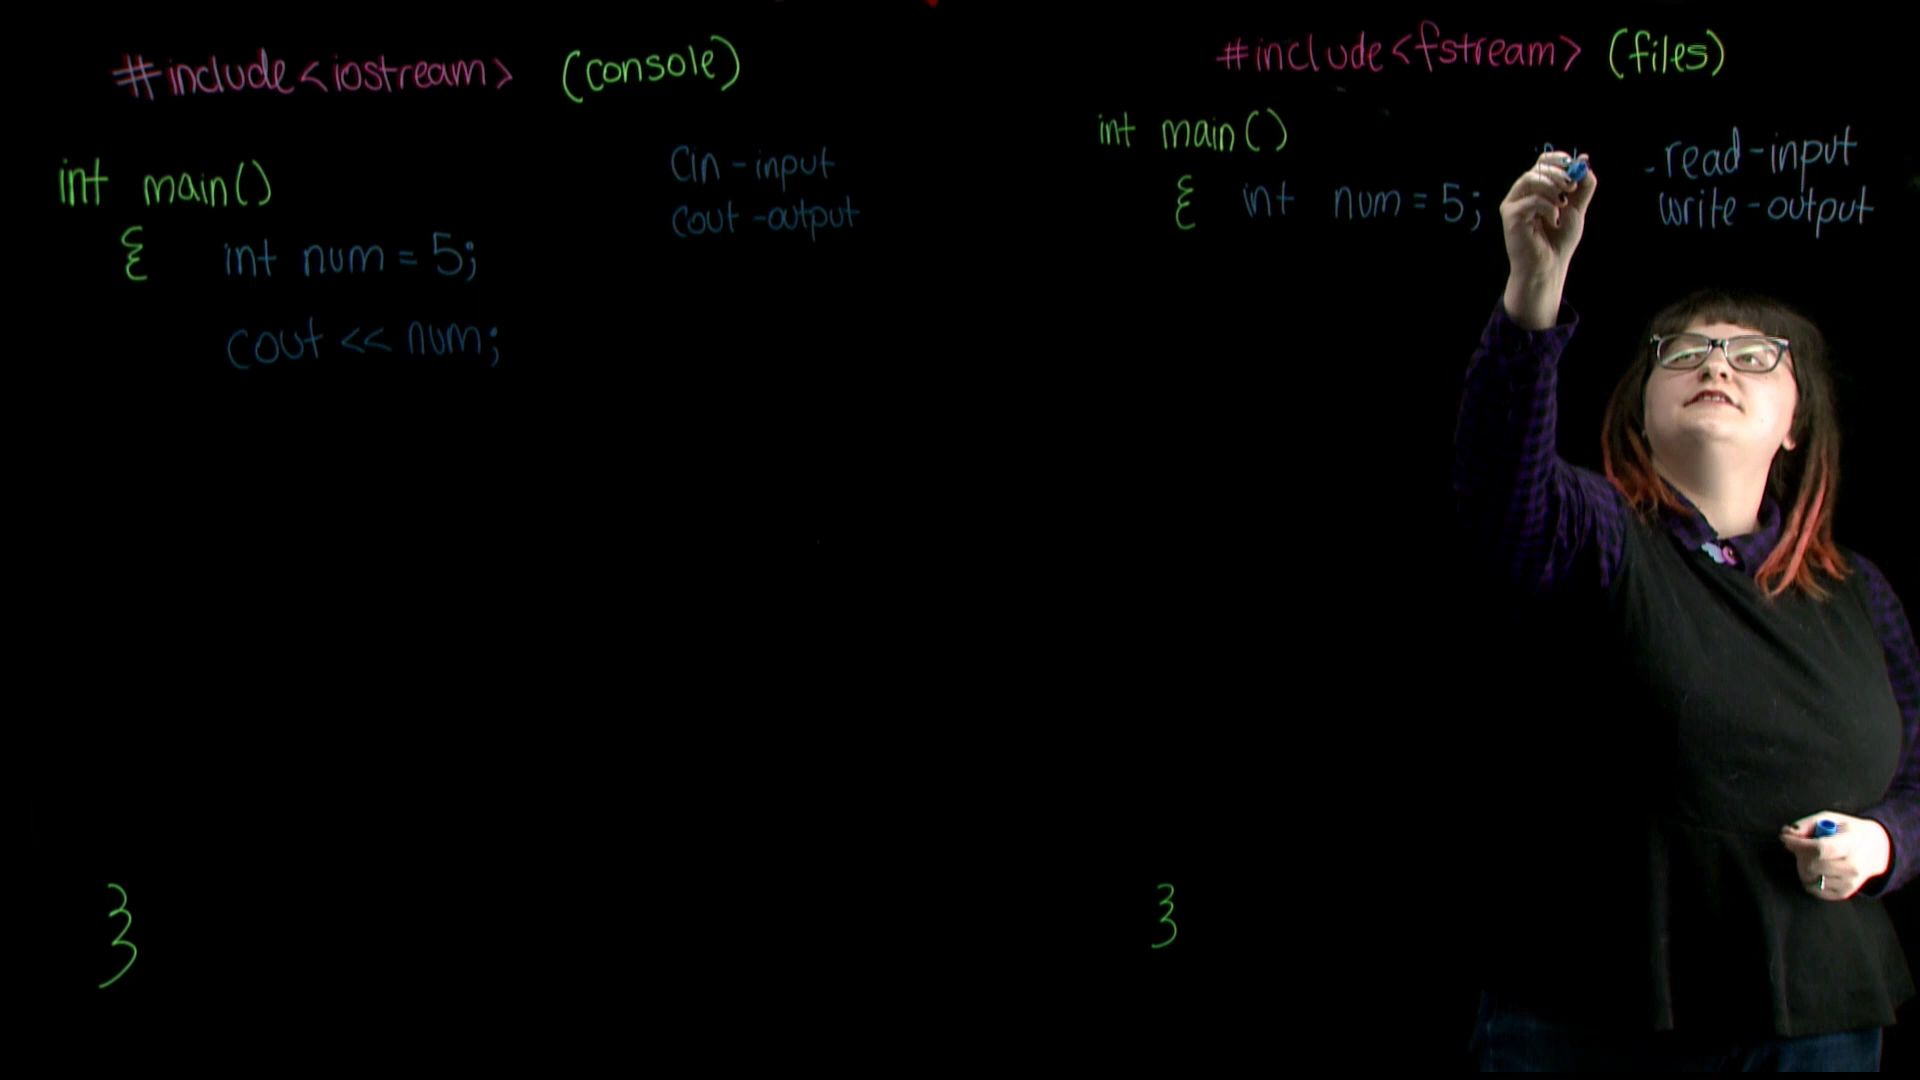 #include<iostream> (console)
int main()
{ int num = 5;
cout << num;
}
cin - input
cout - output
#include<fstream> (files)
int main()
{ int num = 5;
}
- read - input
write - output